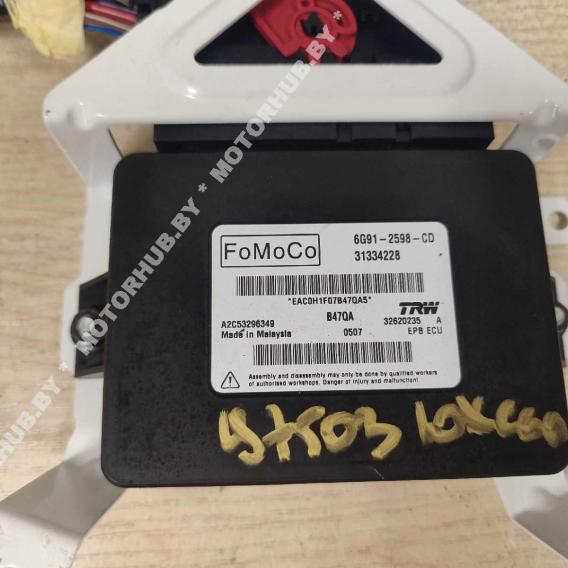 FoMoCo
6G91-2598-CD
31334228
*EAC0H1F07B47QA5*
A2C53296349
Made in Malaysia
B47QA
0507
TRW
32620235 A
EPB ECU
Assembly and disassembly may only be done by qualified workers
of authorised workshops. Danger of injury and malfunction!
MOTORHUB.BY * MOTORHUB.BY * MOTORHUB.BY